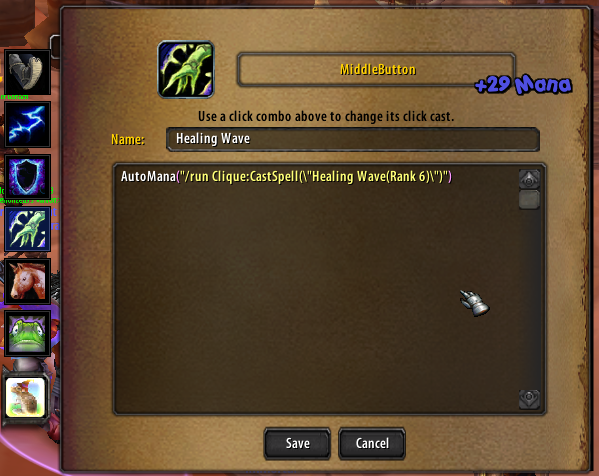 MiddleButton
+29 Mana
Use a click combo above to change its click cast.
Name:
Healing Wave
AutoMana("/run Clique:CastSpell(\"Healing Wave(Rank 6)\")")
Save
Cancel